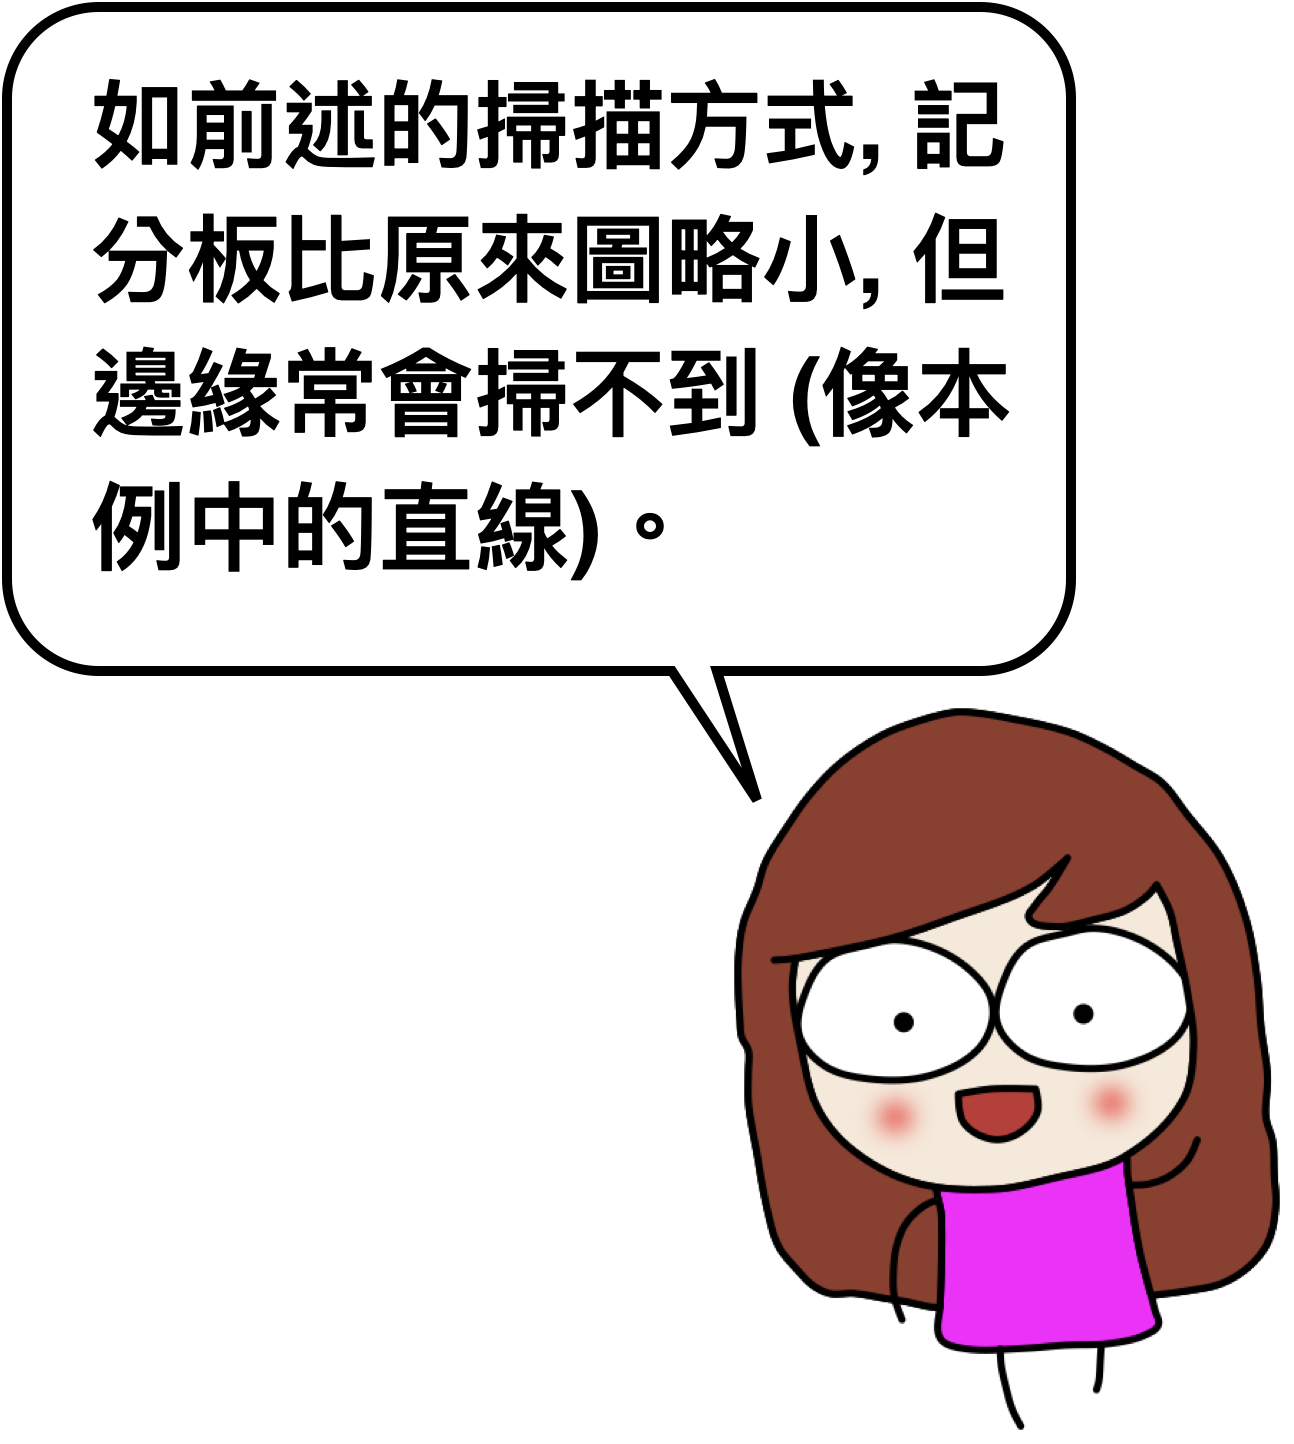 如前述的掃描方式, 記
分板比原來圖略小, 但
邊緣常會掃不到 (像本
例中的直線)。